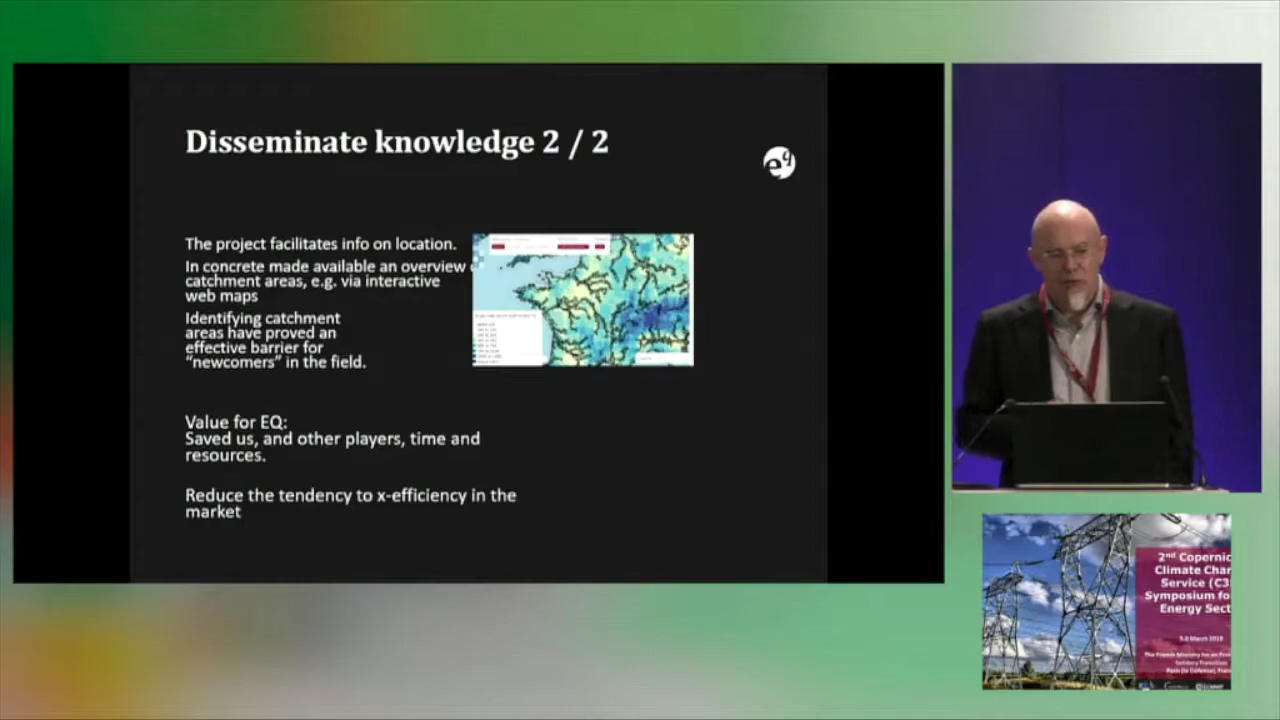 Disseminate knowledge 2 / 2
e9
The project facilitates info on location.
In concrete made available an overview
catchment areas, e.g. via interactive
web maps
Identifying catchment
areas have proved an
effective barrier for
“newcomers” in the field.
Value for EQ:
Saved us, and other players, time and
resources.
Reduce the tendency to x-efficiency in the
market
2nd Copernic
Climate Chan
Service (C3
Symposium fo
Energy Sect